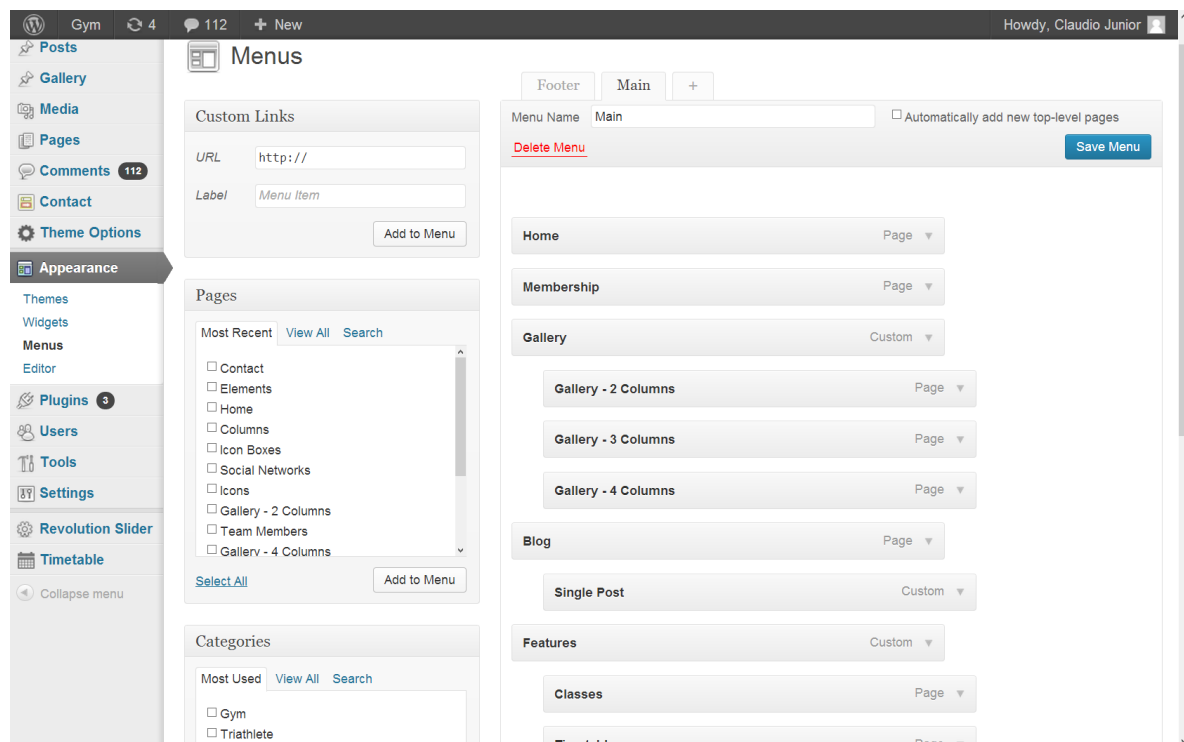 Gym 4 112 + New Howdy, Claudio Junior
Posts
Gallery
Media
Pages
Comments 112
Contact
Theme Options
Appearance
Themes
Widgets
Menus
Editor
Plugins 3
Users
Tools
Settings
Revolution Slider
Timetable
Collapse menu
Menus
Custom Links
URL http://
Label Menu Item
Add to Menu
Pages
Most Recent View All Search
Contact
Elements
Home
Columns
Icon Boxes
Social Networks
Icons
Gallery - 2 Columns
Team Members
Gallery - 4 Columns
Select All Add to Menu
Categories
Most Used View All Search
Gym
Triathlete
Footer Main +
Menu Name Main Automatically add new top-level pages
Delete Menu Save Menu
Home Page
Membership Page
Gallery Custom
Gallery - 2 Columns Page
Gallery - 3 Columns Page
Gallery - 4 Columns Page
Blog Page
Single Post Custom
Features Custom
Classes Page